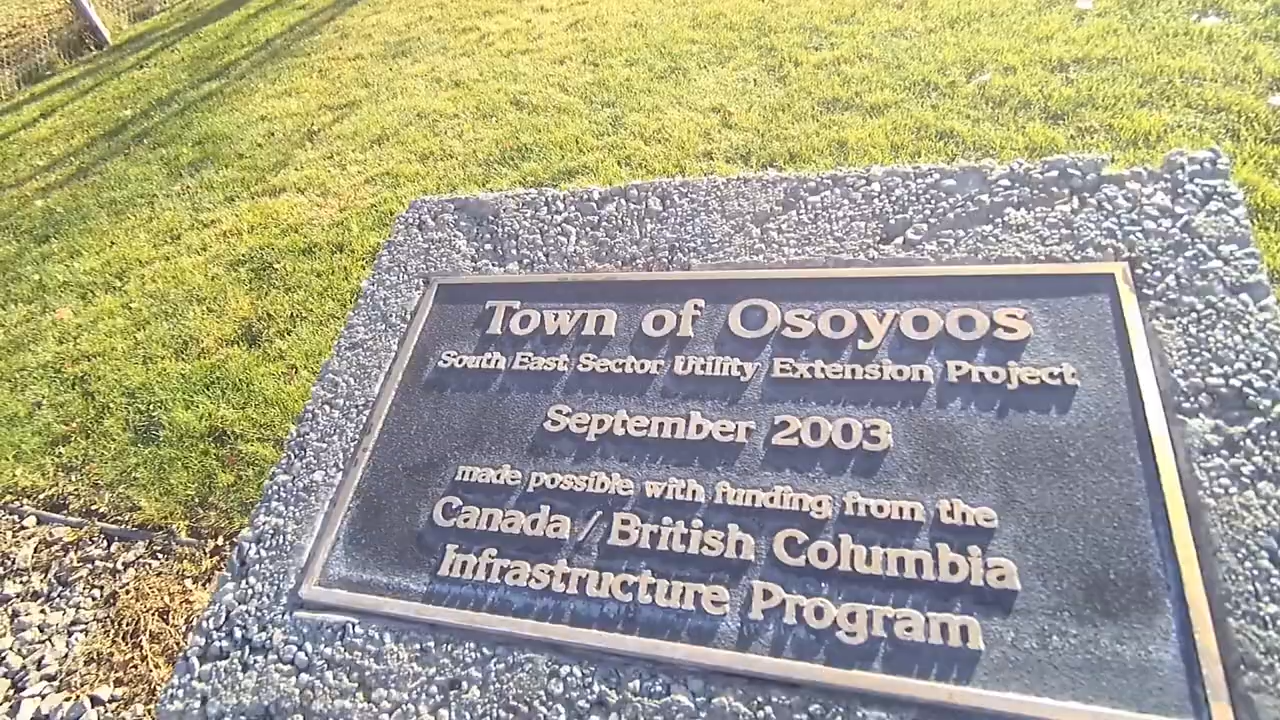 Town of Osoyoos
South East Sector Utility Extension Project
September 2003
made possible with funding from the
Canada / British Columbia
Infrastructure Program